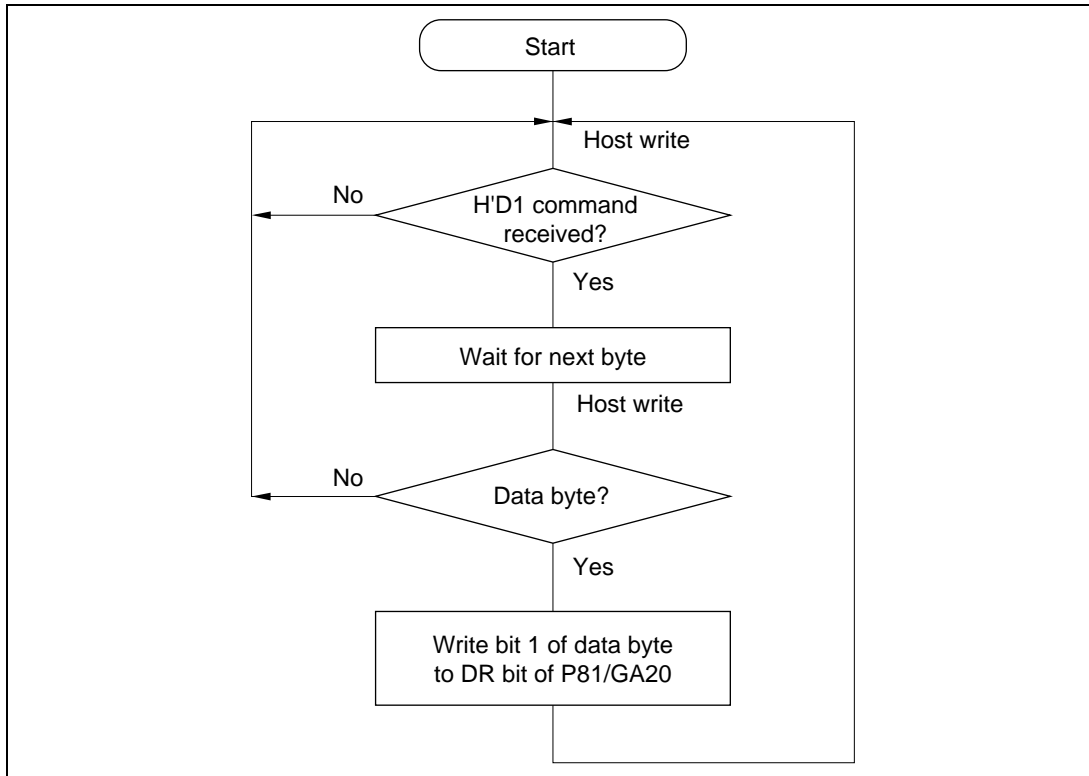 Start
Host write
No
H'D1 command
received?
Yes
Wait for next byte
Host write
No
Data byte?
Yes
Write bit 1 of data byte
to DR bit of P81/GA20